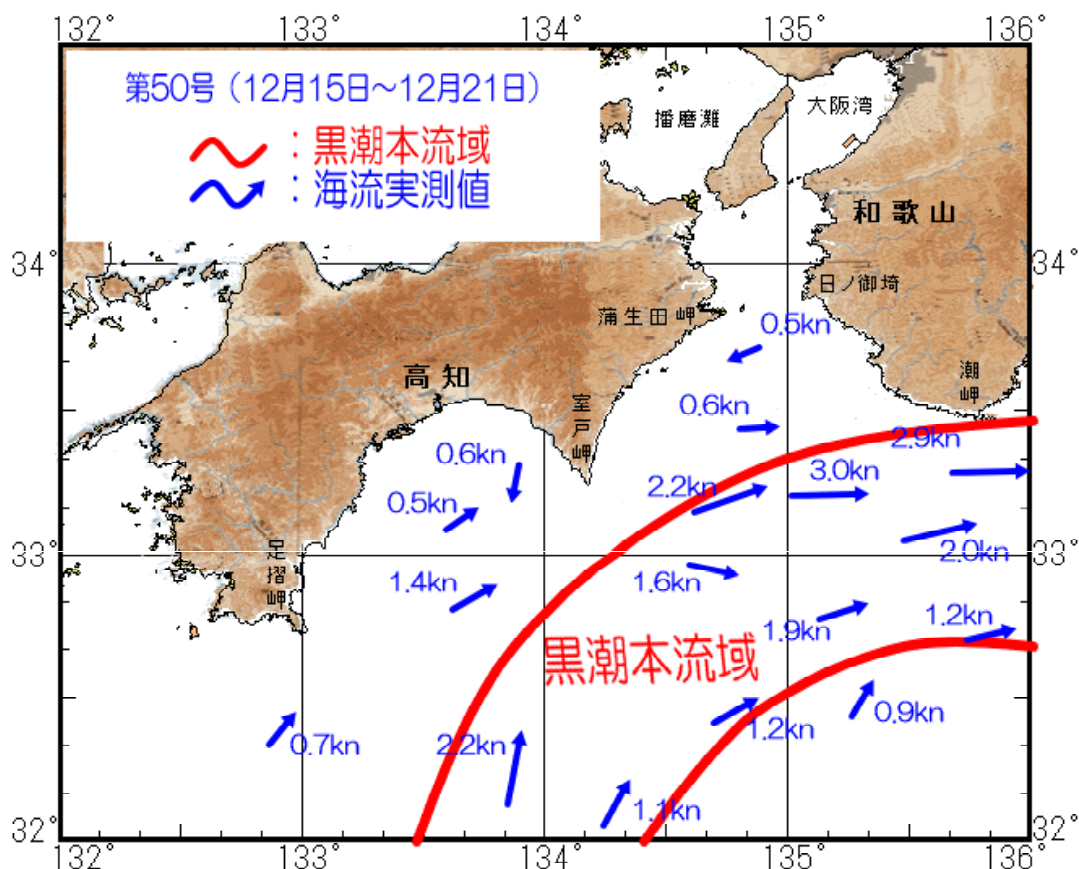 132°
133°
134°
135°
136°
第50号（12月15日～12月21日）
：黒潮本流域
：海流実測値
播磨灘
大阪湾
和歌山
34°
34°
日ノ御埼
蒲生田岬
0.5kn
高知
潮岬
室戸岬
0.6kn
2.9kn
0.6kn
3.0kn
2.2kn
0.5kn
足摺岬
33°
33°
2.0kn
1.4kn
1.6kn
1.2kn
1.9kn
黒潮本流域
0.9kn
1.2kn
0.7kn
2.2kn
1.1kn
32°
32°
132°
133°
134°
135°
136°